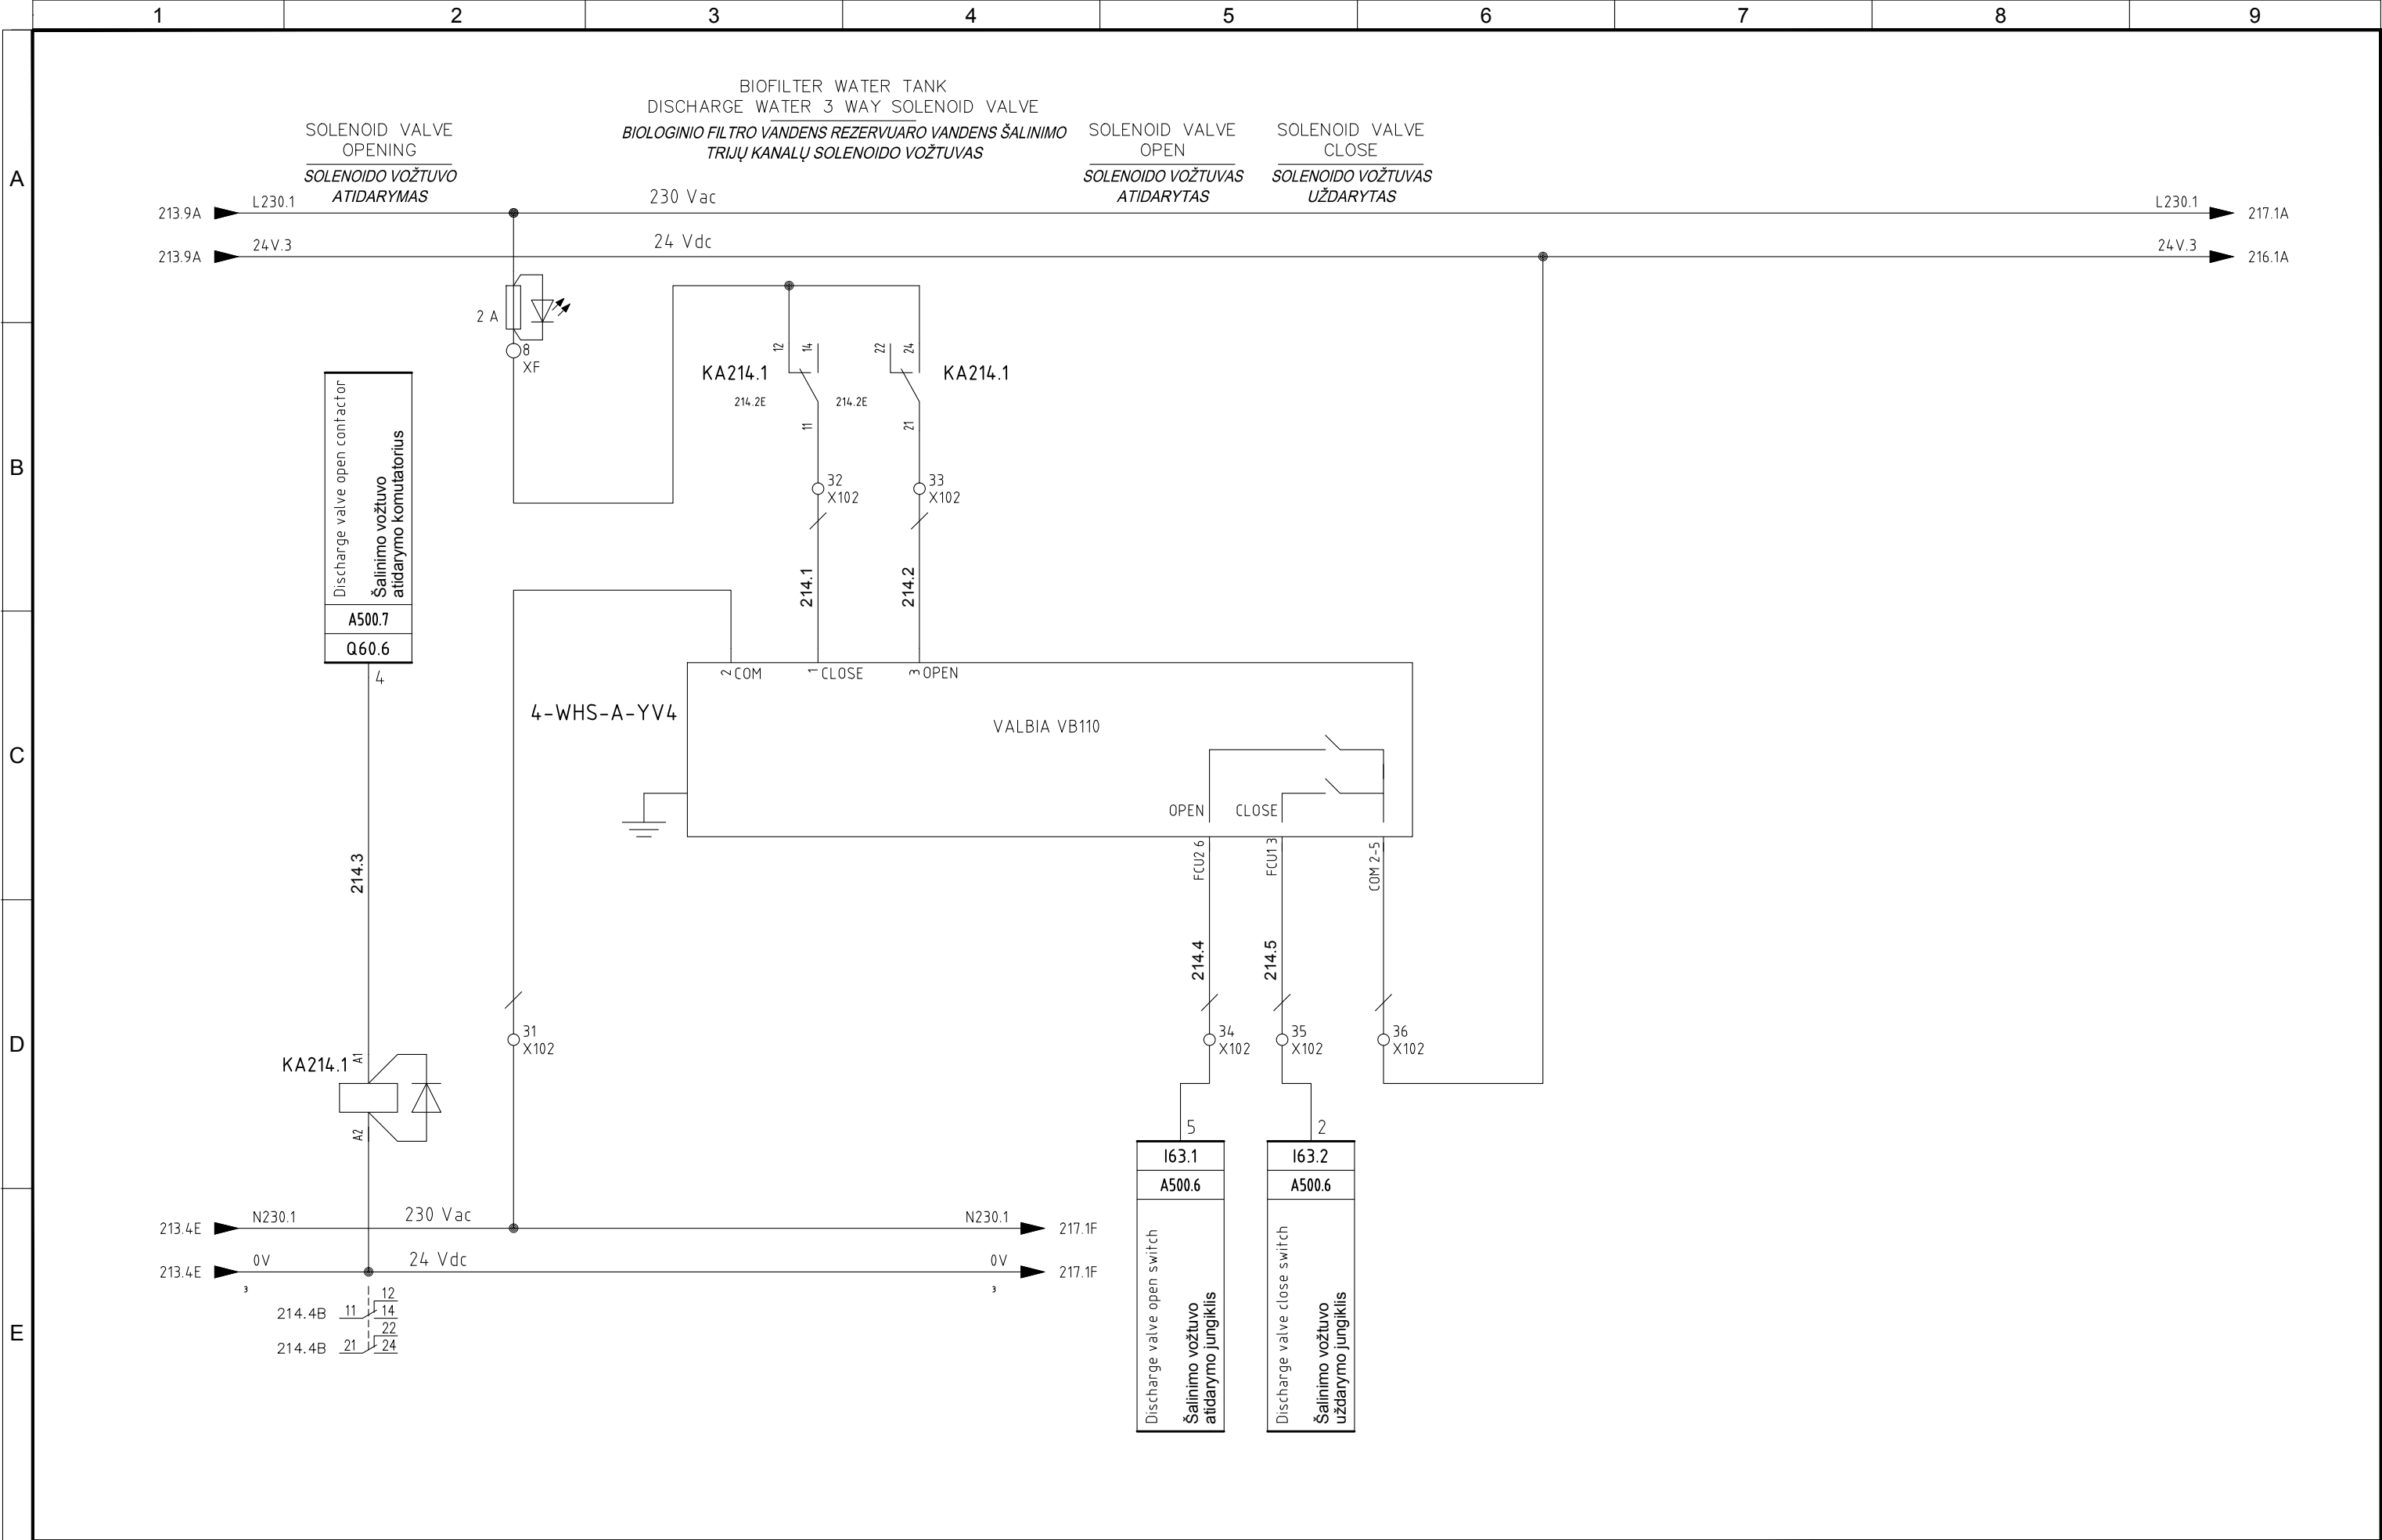 1 2 3 4 5 6 7 8 9
A
B
C
D
E
BIOFILTER WATER TANK
DISCHARGE WATER 3 WAY SOLENOID VALVE
BIOLOGINIO FILTRO VANDENS REZERVUARO VANDENS ŠALINIMO
TRIJŲ KANALŲ SOLENOIDO VOŽTUVAS
SOLENOID VALVE
OPENING
SOLENOIDO VOŽTUVO
ATIDARYMAS
SOLENOID VALVE
OPEN
SOLENOIDO VOŽTUVAS
ATIDARYTAS
SOLENOID VALVE
CLOSE
SOLENOIDO VOŽTUVAS
UŽDARYTAS
213.9A L230.1 230 Vac L230.1 217.1A
213.9A 24V.3 24 Vdc 24V.3 216.1A
2 A
8
XF
12 14
KA214.1
214.2E
11
22 24
KA214.1
214.2E
21
32
X102
33
X102
214.1
214.2
Discharge valve open contactor
Šalinimo vožtuvo
atidarymo komutatorius
A500.7
Q60.6
4
2 COM
1 CLOSE
3 OPEN
4-WHS-A-YV4
VALBIA VB110
OPEN
CLOSE
FCU2 6
FCU1 3
COM 2-5
214.3
214.4
214.5
31
X102
34
X102
35
X102
36
X102
KA214.1
A1
A2
5
I63.1
A500.6
Discharge valve open switch
Šalinimo vožtuvo
atidarymo jungiklis
2
I63.2
A500.6
Discharge valve close switch
Šalinimo vožtuvo
uždarymo jungiklis
213.4E N230.1 230 Vac N230.1 217.1F
213.4E 0V 24 Vdc 0V 217.1F
3 3
12
214.4B 11 14
22
214.4B 21 24